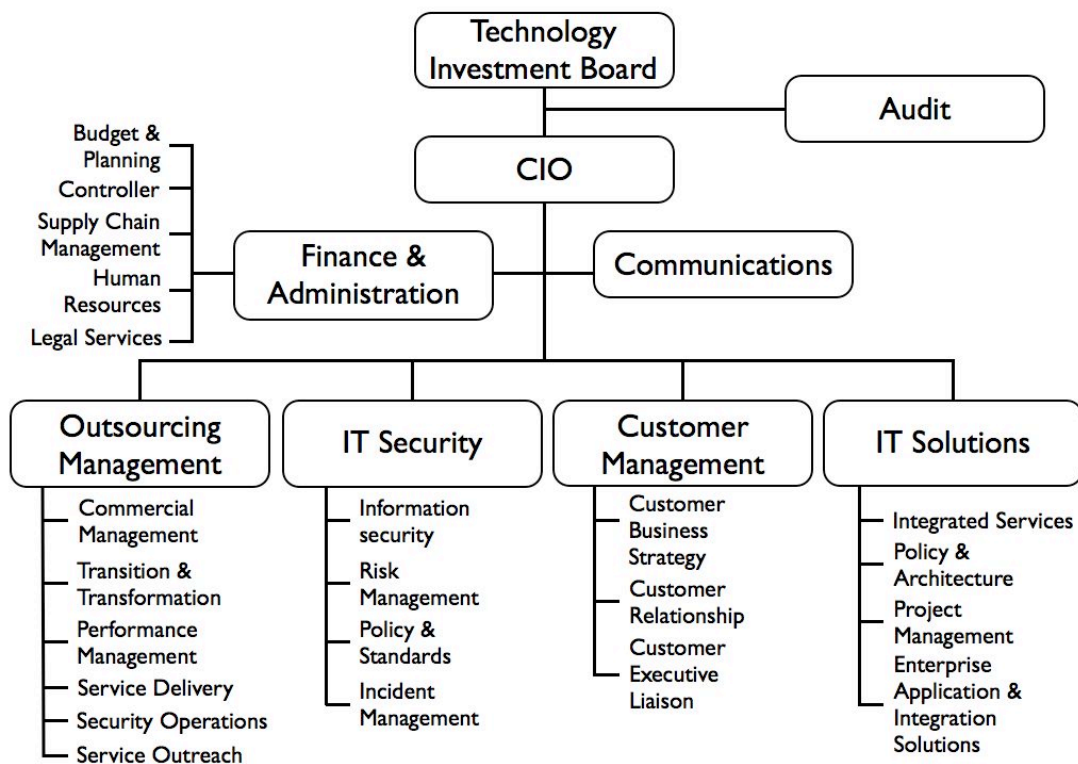 Technology
Investment Board
Audit
CIO
Budget &
Planning
Controller
Supply Chain
Management
Human
Resources
Legal Services
Finance &
Administration
Communications
Outsourcing
Management
Commercial
Management
Transition &
Transformation
Performance
Management
Service Delivery
Security Operations
Service Outreach
IT Security
Information
security
Risk
Management
Policy &
Standards
Incident
Management
Customer
Management
Customer
Business
Strategy
Customer
Relationship
Customer
Executive
Liaison
IT Solutions
Integrated Services
Policy &
Architecture
Project
Management
Enterprise
Application &
Integration
Solutions